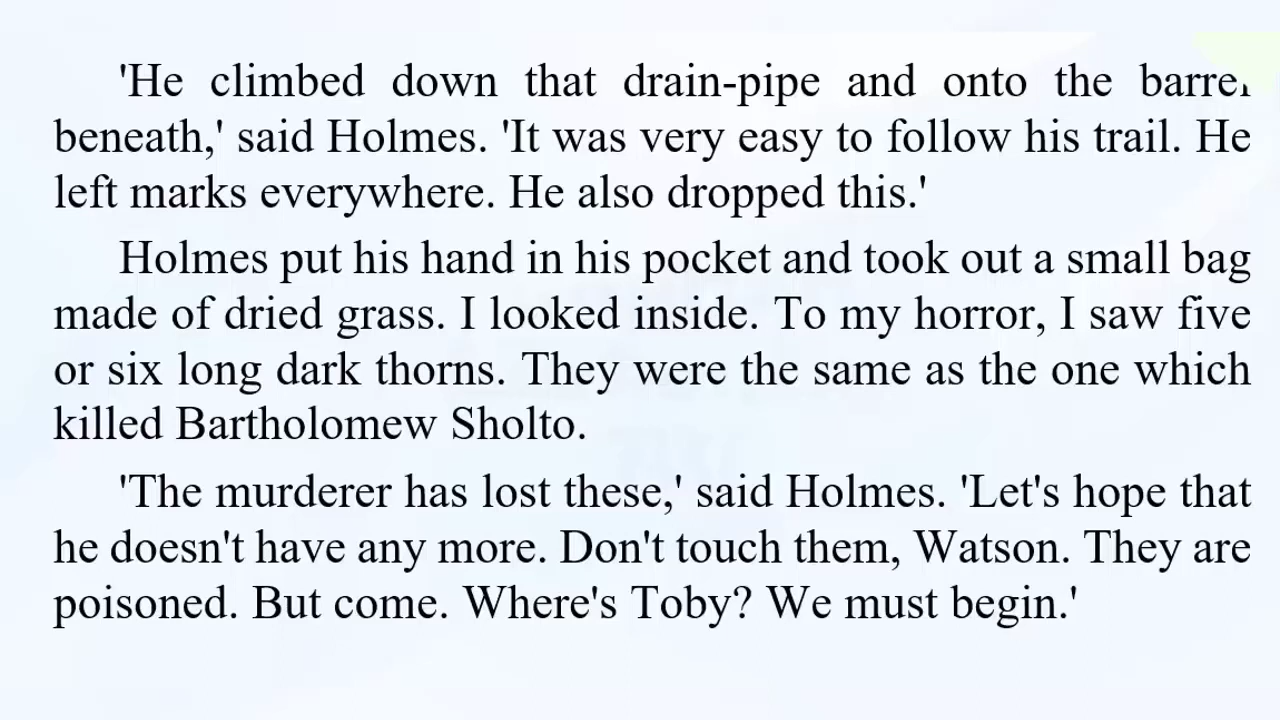 'He climbed down that drain-pipe and onto the barrel
beneath,' said Holmes. 'It was very easy to follow his trail. He
left marks everywhere. He also dropped this.'
Holmes put his hand in his pocket and took out a small bag
made of dried grass. I looked inside. To my horror, I saw five
or six long dark thorns. They were the same as the one which
killed Bartholomew Sholto.
'The murderer has lost these,' said Holmes. 'Let's hope that
he doesn't have any more. Don't touch them, Watson. They are
poisoned. But come. Where's Toby? We must begin.'